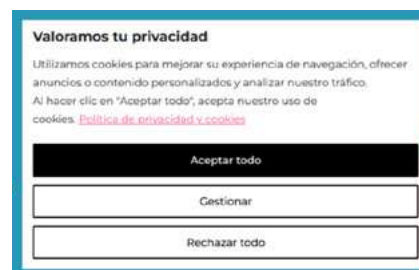 Valoramos tu privacidad
Utilizamos cookies para mejorar su experiencia de navegación, ofrecer
anuncios o contenido personalizados y analizar nuestro tráfico.
Al hacer clic en "Aceptar todo", acepta nuestro uso de
cookies. Política de privacidad y cookies
Aceptar todo
Gestionar
Rechazar todo